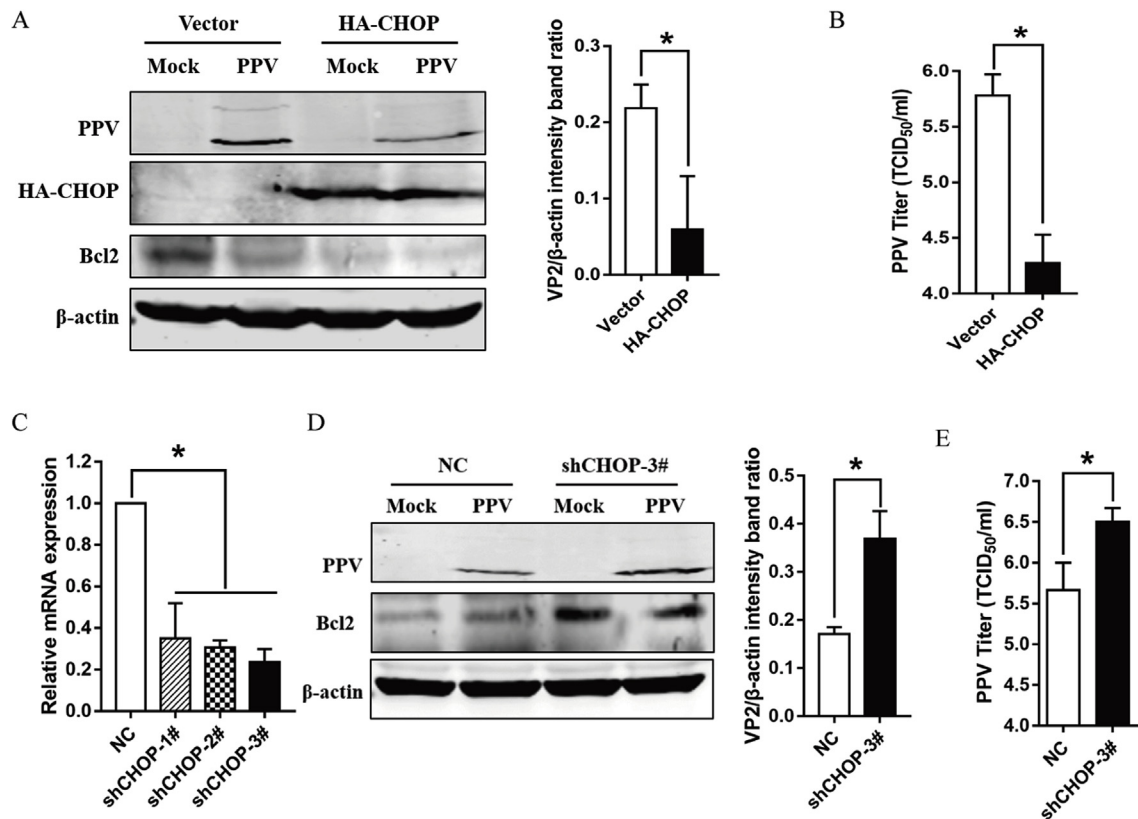 A
Vector HA-CHOP
Mock PPV Mock PPV
PPV
HA-CHOP
Bcl2
β-actin
VP2/β-actin intensity band ratio
0.3
0.2
0.1
0.0
*
Vector
HA-CHOP
B
PPV Titer (TCID50/ml)
6.0
5.5
5.0
4.5
4.0
*
Vector
HA-CHOP
C
Relative mRNA expression
1.2
1.0
0.8
0.6
0.4
0.2
0.0
*
NC
shCHOP-1#
shCHOP-2#
shCHOP-3#
D
NC shCHOP-3#
Mock PPV Mock PPV
PPV
Bcl2
β-actin
VP2/β-actin intensity band ratio
0.5
0.4
0.3
0.2
0.1
0.0
*
NC
shCHOP-3#
E
PPV Titer (TCID50/ml)
7.0
6.5
6.0
5.5
5.0
4.5
4.0
*
NC
shCHOP-3#